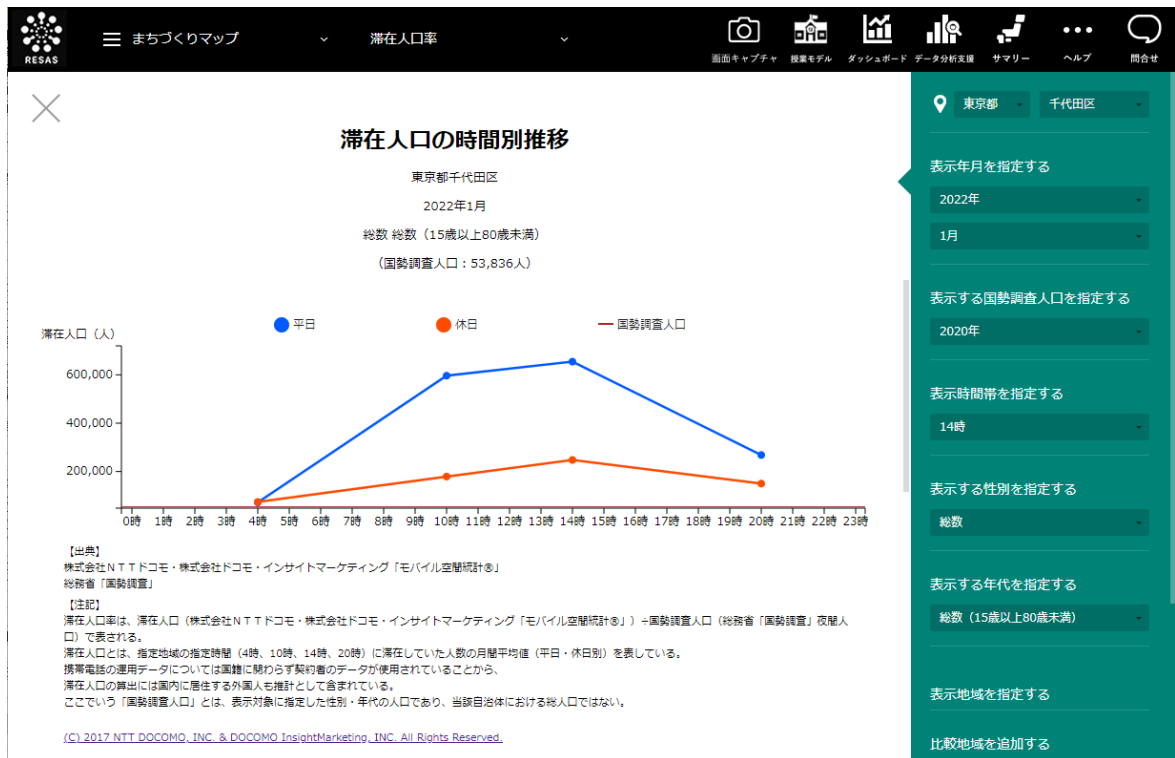 RESAS
まちづくりマップ
滞在人口率
画面キャプチャ
授業モデル
ダッシュボード
データ分析支援
サマリー
ヘルプ
問合せ
滞在人口の時間別推移
東京都千代田区
2022年1月
総数 総数（15歳以上80歳未満）
（国勢調査人口：53,836人）
滞在人口（人）
平日
休日
国勢調査人口
600,000
400,000
200,000
0時 1時 2時 3時 4時 5時 6時 7時 8時 9時 10時 11時 12時 13時 14時 15時 16時 17時 18時 19時 20時 21時 22時 23時
【出典】
株式会社ＮＴＴドコモ・株式会社ドコモ・インサイトマーケティング「モバイル空間統計®」
総務省「国勢調査」
【注記】
滞在人口率は、滞在人口（株式会社ＮＴＴドコモ・株式会社ドコモ・インサイトマーケティング「モバイル空間統計®」）÷国勢調査人口（総務省「国勢調査」夜間人
口）で表される。
滞在人口とは、指定地域の指定時間（4時、10時、14時、20時）に滞在していた人数の月間平均値（平日・休日別）を表している。
携帯電話の運用データについては国籍に関わらず契約者のデータが使用されていることから、
滞在人口の算出には国内に居住する外国人も推計として含まれている。
ここでいう「国勢調査人口」とは、表示対象に指定した性別・年代の人口であり、当該自治体における総人口ではない。
(C) 2017 NTT DOCOMO, INC. & DOCOMO InsightMarketing, INC. All Rights Reserved.
東京都
千代田区
表示年月を指定する
2022年
1月
表示する国勢調査人口を指定する
2020年
表示時間帯を指定する
14時
表示する性別を指定する
総数
表示する年代を指定する
総数（15歳以上80歳未満）
表示地域を指定する
比較地域を追加する